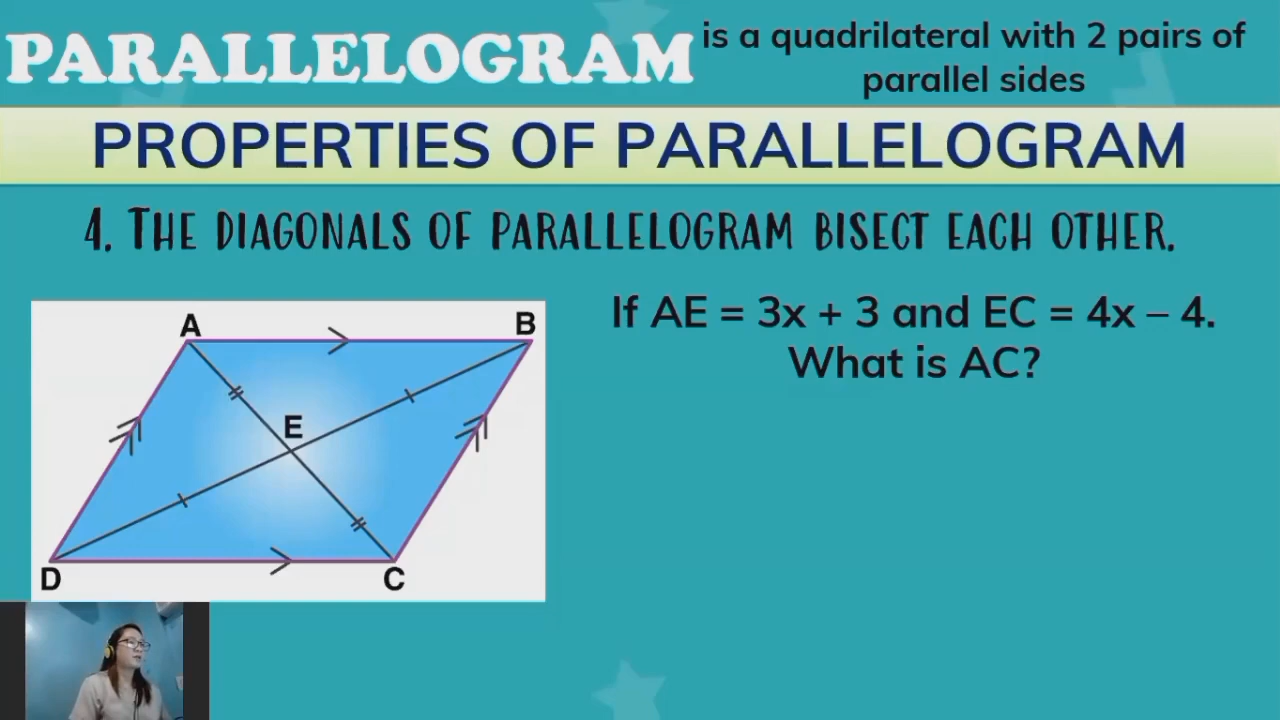 PARALLELOGRAM
is a quadrilateral with 2 pairs of
parallel sides
PROPERTIES OF PARALLELOGRAM
4. THE DIAGONALS OF PARALLELOGRAM BISECT EACH OTHER.
If AE = 3x + 3 and EC = 4x – 4.
What is AC?
A
B
E
D
C